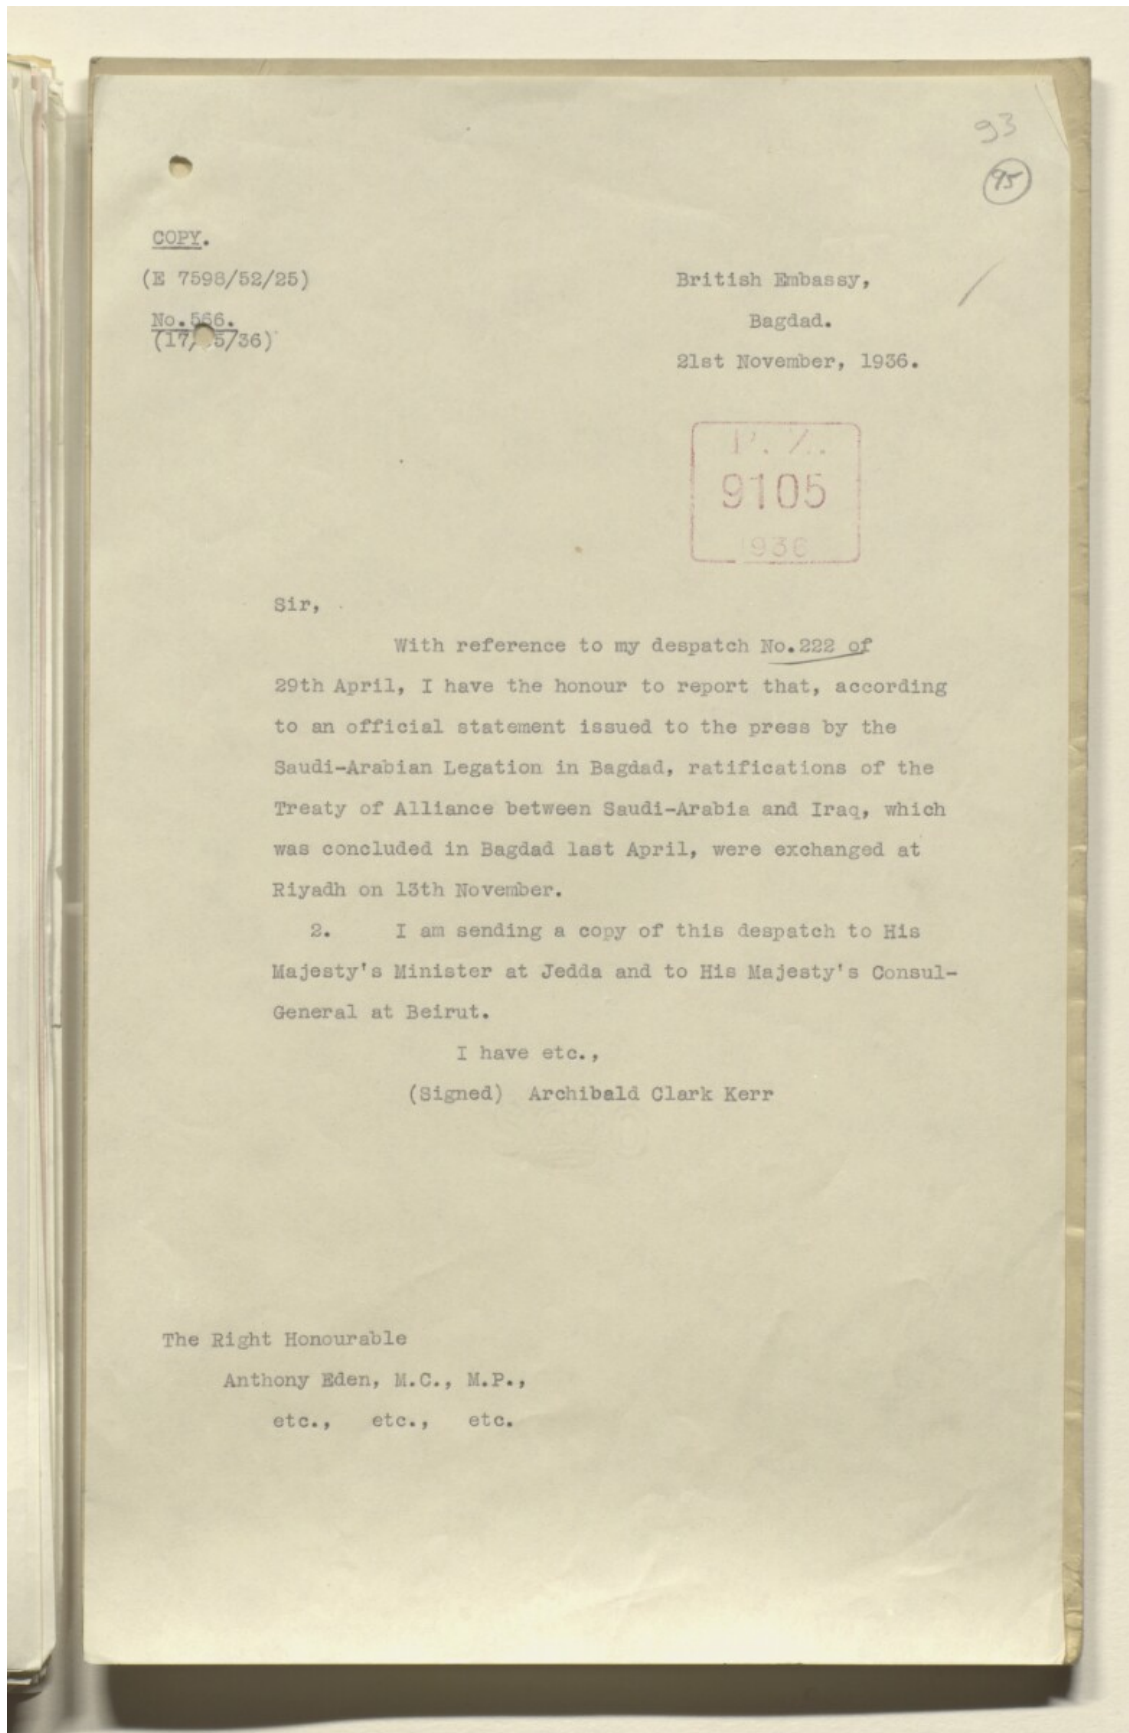 93
95
COPY.
(E 7598/52/25)
No.566.
(17/ 5/36)
British Embassy,
Bagdad.
21st November, 1936.
P. Z.
9105
1936
Sir,
With reference to my despatch No.222 of
29th April, I have the honour to report that, according
to an official statement issued to the press by the
Saudi-Arabian Legation in Bagdad, ratifications of the
Treaty of Alliance between Saudi-Arabia and Iraq, which
was concluded in Bagdad last April, were exchanged at
Riyadh on 13th November.
2. I am sending a copy of this despatch to His
Majesty's Minister at Jedda and to His Majesty's Consul-
General at Beirut.
I have etc.,
(Signed) Archibald Clark Kerr
The Right Honourable
Anthony Eden, M.C., M.P.,
etc., etc., etc.